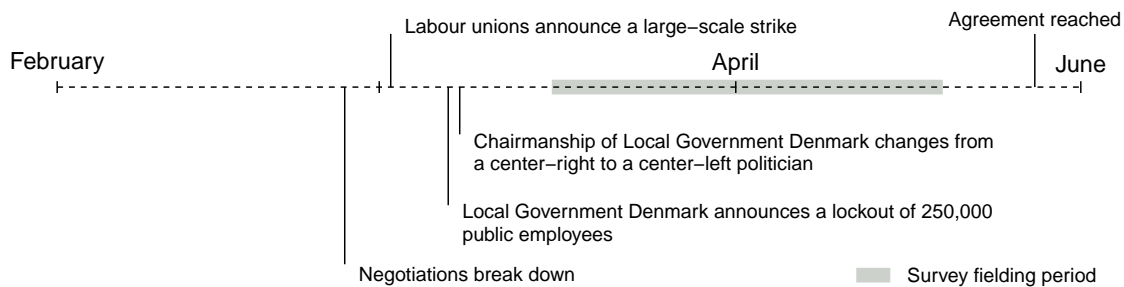 Labour unions announce a large−scale strike
Agreement reached
February
April
June
Chairmanship of Local Government Denmark changes from
a center−right to a center−left politician
Local Government Denmark announces a lockout of 250,000
public employees
Negotiations break down
Survey fielding period